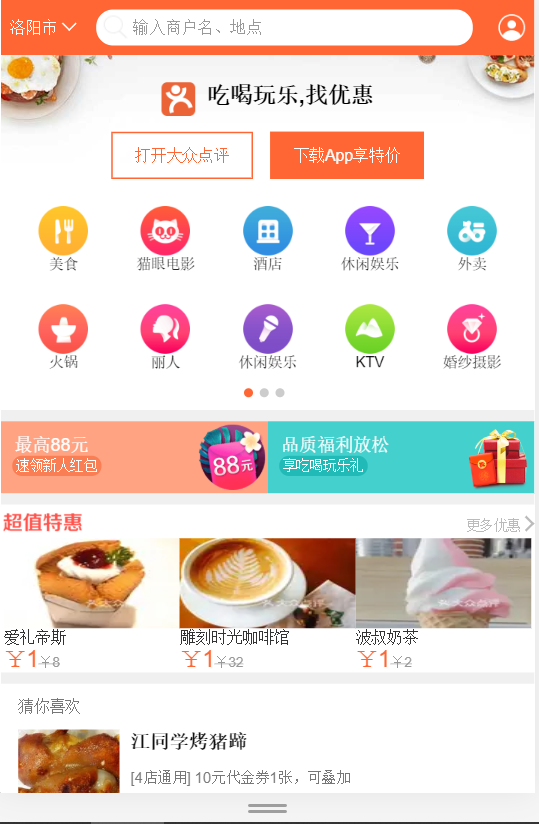 洛阳市 输入商户名、地点
吃喝玩乐,找优惠
打开大众点评 下载App享特价
美食 猫眼电影 酒店 休闲娱乐 外卖
火锅 丽人 休闲娱乐 KTV 婚纱摄影
最高88元 品质福利放松
速领新人红包 88元 享吃喝玩乐礼
超值特惠 更多优惠
爱礼帝斯 雕刻时光咖啡馆 波叔奶茶
￥1￥8 ￥1￥32 ￥1￥2
猜你喜欢
江同学烤猪蹄
[4店通用] 10元代金券1张，可叠加